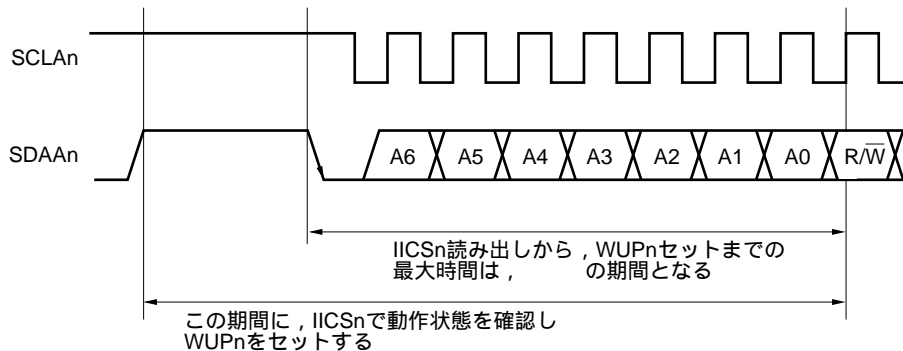 SCLAn
SDAAn
A6 A5 A4 A3 A2 A1 A0 R/W̅
IICSn読み出しから，WUPnセットまでの
最大時間は， の期間となる
この期間に，IICSnで動作状態を確認し
WUPnをセットする